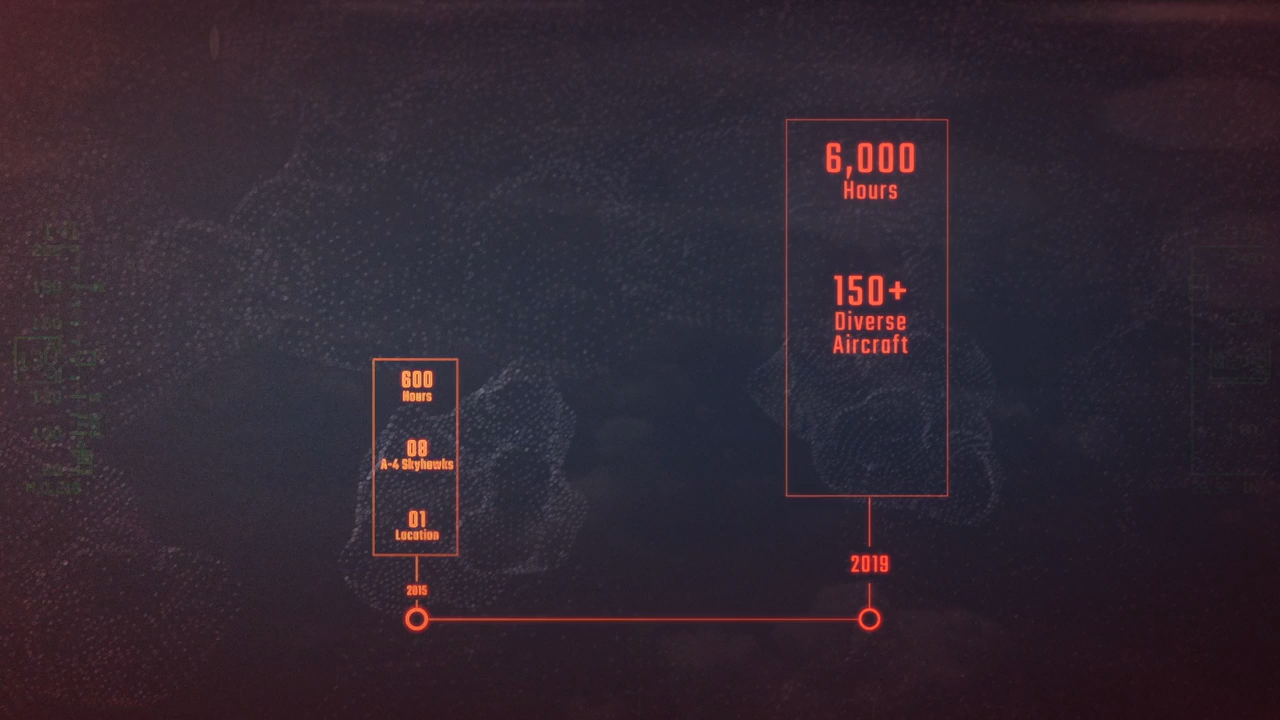 600
Hours
08
A-4 Skyhawks
01
Location
2015
6,000
Hours
150+
Diverse
Aircraft
2019